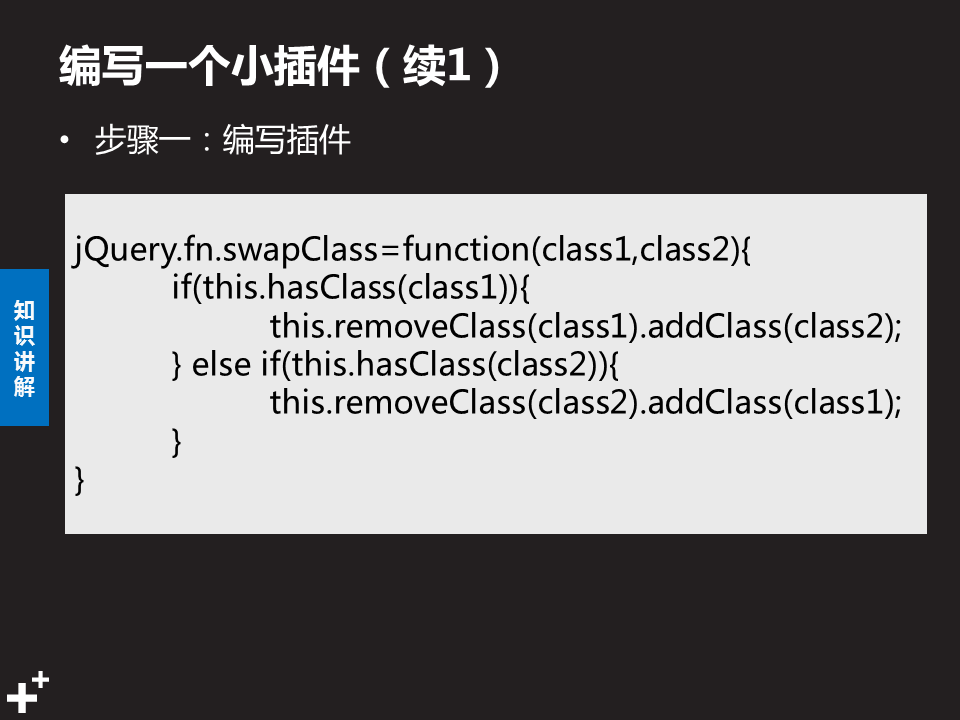 编写一个小插件（续1）
• 步骤一：编写插件
jQuery.fn.swapClass=function(class1,class2){
if(this.hasClass(class1)){
this.removeClass(class1).addClass(class2);
} else if(this.hasClass(class2)){
this.removeClass(class2).addClass(class1);
}
}
知
识
讲
解